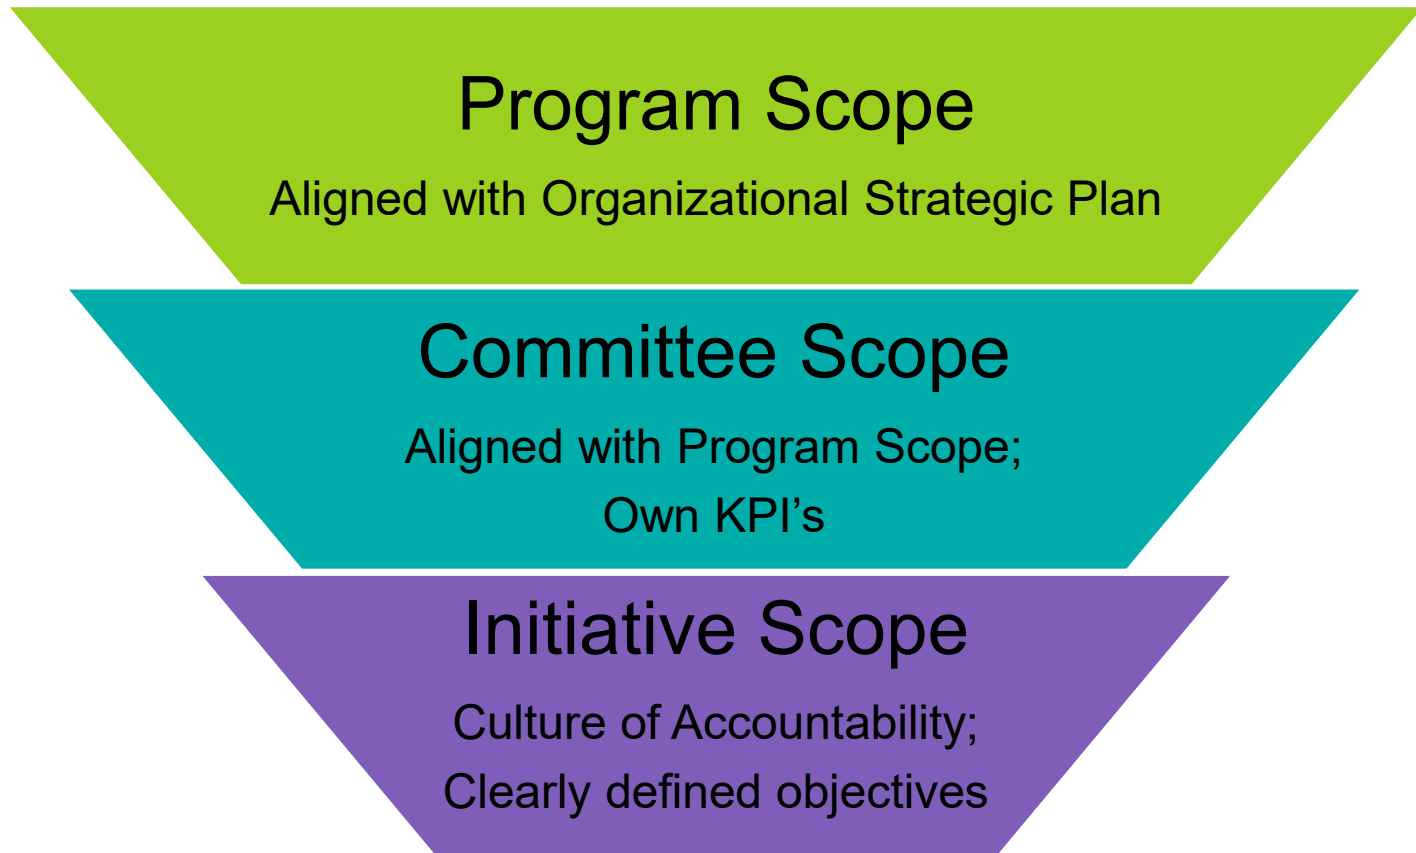 Program Scope
Aligned with Organizational Strategic Plan
Committee Scope
Aligned with Program Scope;
Own KPI’s
Initiative Scope
Culture of Accountability;
Clearly defined objectives